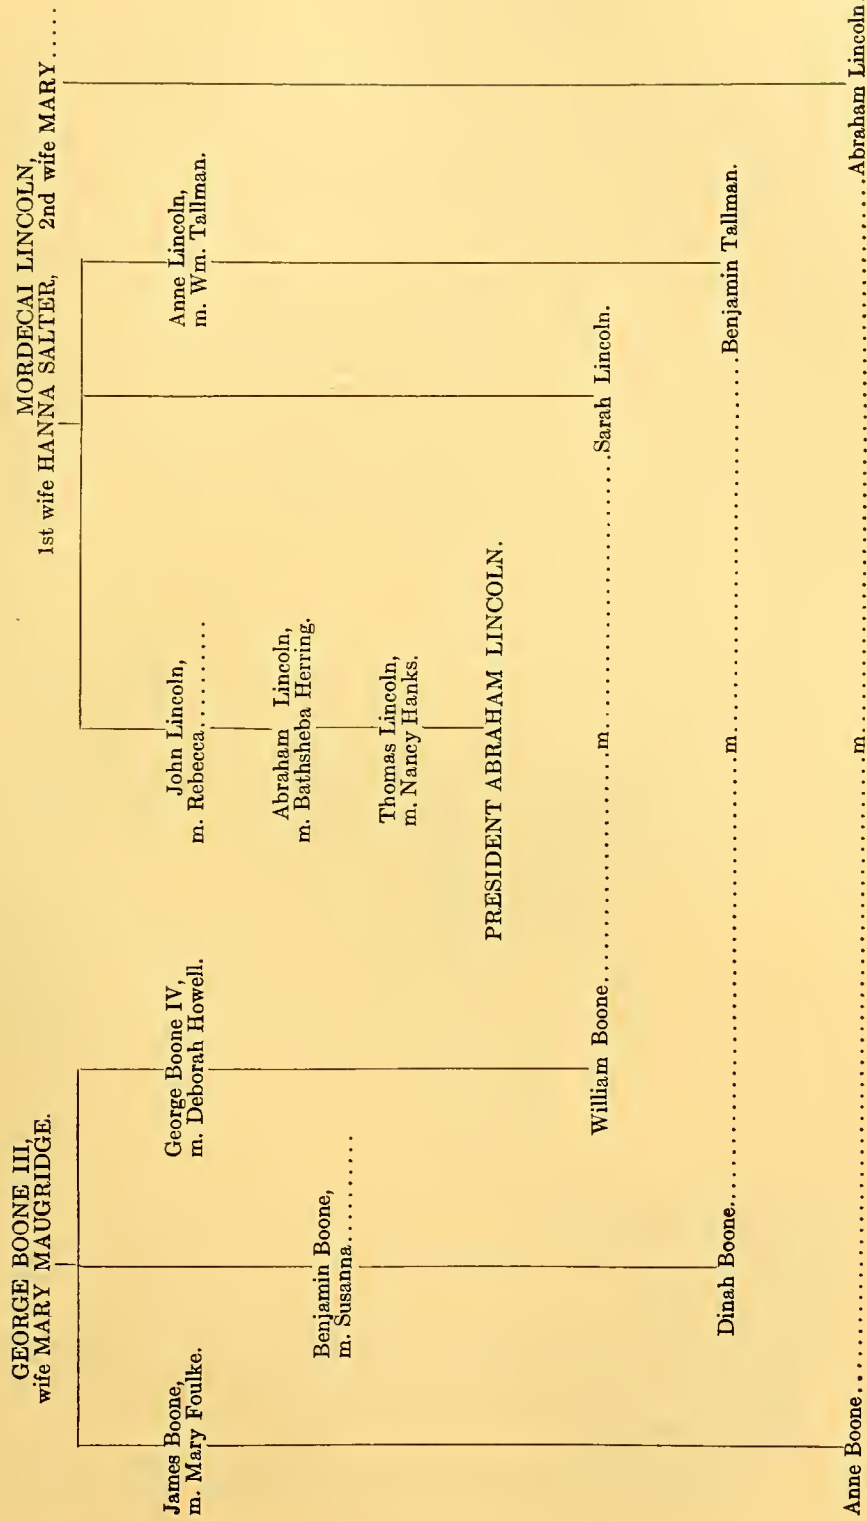 GEORGE BOONE III,
wife MARY MAUGRIDGE.
MORDECAI LINCOLN,
1st wife HANNA SALTER, 2nd wife MARY.....
James Boone,
m. Mary Foulke.
George Boone IV,
m. Deborah Howell.
John Lincoln,
m. Rebecca..........
Anne Lincoln,
m. Wm. Tallman.
Benjamin Boone,
m. Susanna..........
Abraham Lincoln,
m. Bathsheba Herring.
Thomas Lincoln,
m. Nancy Hanks.
PRESIDENT ABRAHAM LINCOLN.
William Boone....................m....................Sarah Lincoln.
Dinah Boone....................m....................Benjamin Tallman.
Anne Boone....................m....................Abraham Lincoln.